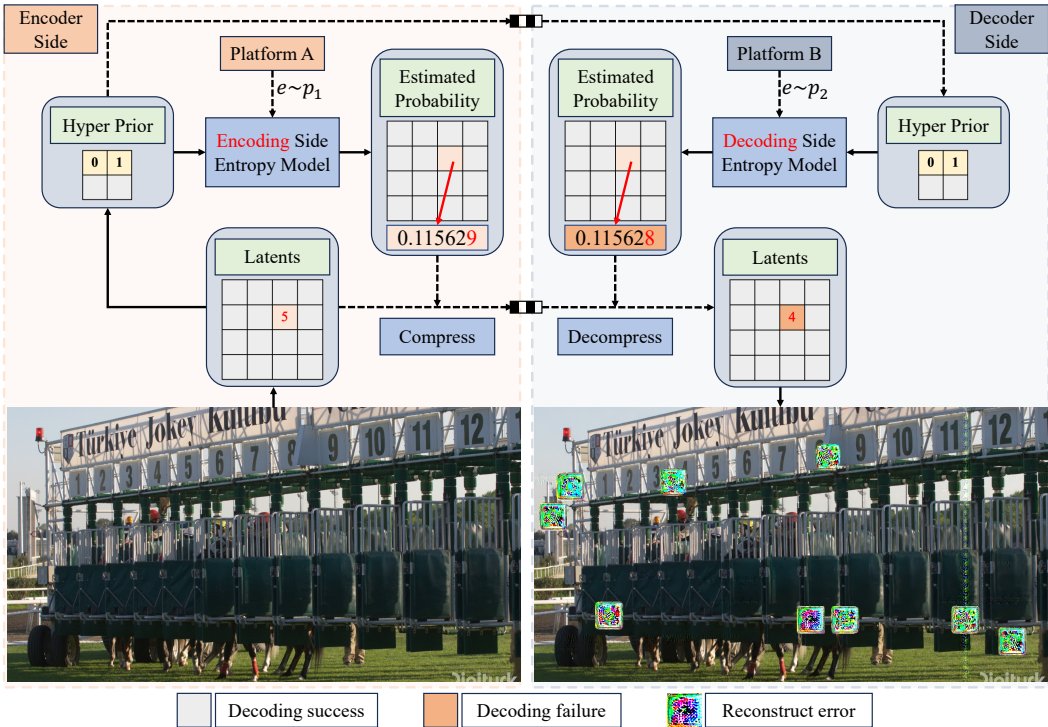 Encoder
Side
Platform A
e~p₁
Hyper Prior
0 1
Encoding Side
Entropy Model
Estimated
Probability
0.115629
Latents
5
Compress
Decoder
Side
Platform B
e~p₂
Estimated
Probability
0.115628
Decoding Side
Entropy Model
Hyper Prior
0 1
Decompress
Latents
4
Türkiye Jokey Kulübü
1 2 3 4 5 6 7 8 9 10 11 12
Digiturk
Türkiye Jokey Kulübü
1 2 3 5 6 7 8 9 10 11 12
Digiturk
Decoding success
Decoding failure
Reconstruct error